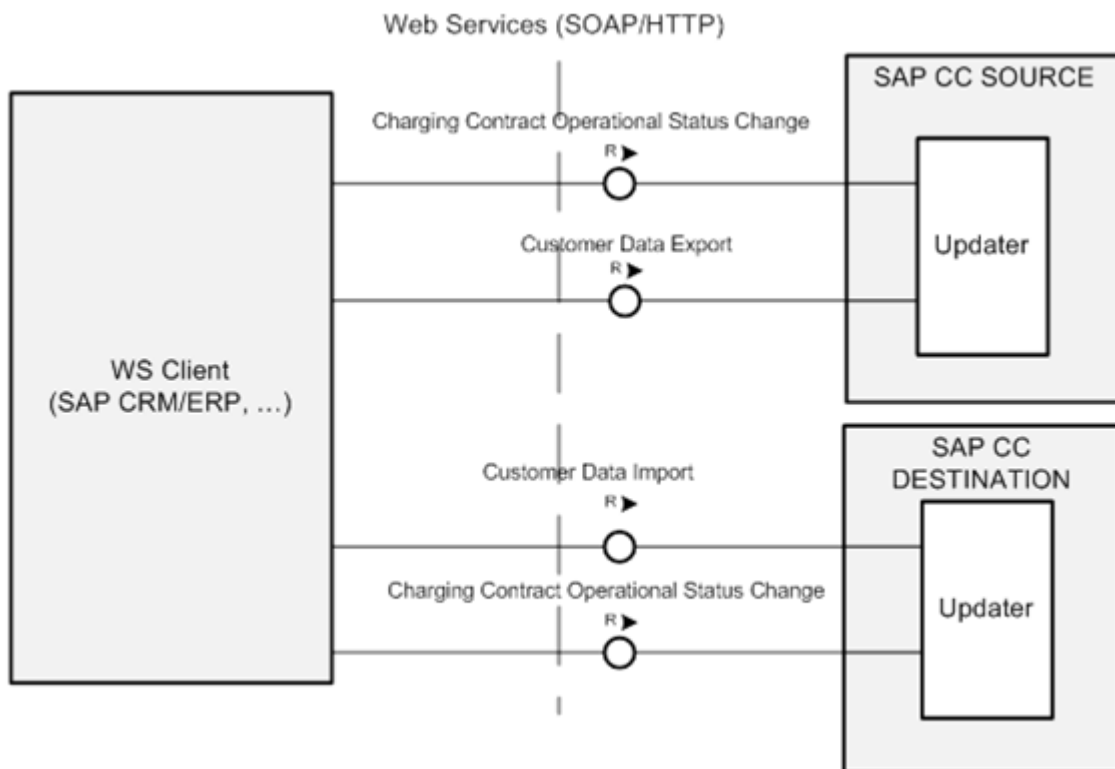 Web Services (SOAP/HTTP)
SAP CC SOURCE
Charging Contract Operational Status Change
R
Updater
Customer Data Export
R
WS Client
(SAP CRM/ERP, …)
SAP CC
DESTINATION
Customer Data Import
R
Charging Contract Operational Status Change
R
Updater